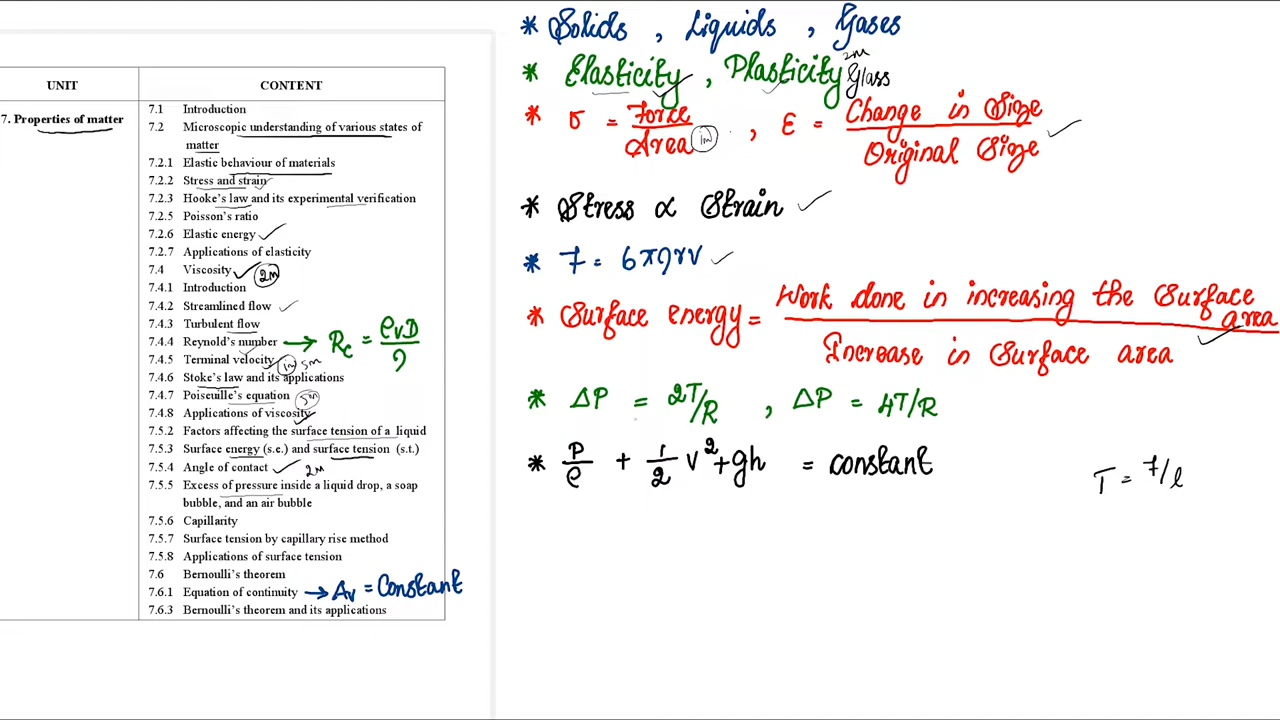 UNIT CONTENT
7. Properties of matter
7.1 Introduction
7.2 Microscopic understanding of various states of
matter
7.2.1 Elastic behaviour of materials
7.2.2 Stress and strain
7.2.3 Hooke's law and its experimental verification
7.2.5 Poisson's ratio
7.2.6 Elastic energy
7.2.7 Applications of elasticity
7.4 Viscosity 2m
7.4.1 Introduction
7.4.2 Streamlined flow
7.4.3 Turbulent flow
7.4.4 Reynold's number → Rc = ρvD/η
7.4.5 Terminal velocity 1m 5m
7.4.6 Stoke's law and its applications
7.4.7 Poiseuille's equation 5m
7.4.8 Applications of viscosity
7.5.2 Factors affecting the surface tension of a liquid
7.5.3 Surface energy (s.e.) and surface tension (s.t.)
7.5.4 Angle of contact 2m
7.5.5 Excess of pressure inside a liquid drop, a soap
bubble, and an air bubble
7.5.6 Capillarity
7.5.7 Surface tension by capillary rise method
7.5.8 Applications of surface tension
7.6 Bernoulli's theorem
7.6.1 Equation of continuity → Av = Constant
7.6.3 Bernoulli's theorem and its applications
* Solids , Liquids , Gases
* Elasticity , Plasticity 2m Glass
* σ = Force / Area 1m , ε = Change in Size / Original Size
* Stress ∝ Strain
* F = 6πηrv
* Surface energy = Work done in increasing the Surface area / Increase in Surface area
* ΔP = 2T/R , ΔP = 4T/R
* P/ρ + 1/2 v² + gh = constant
T = F/l